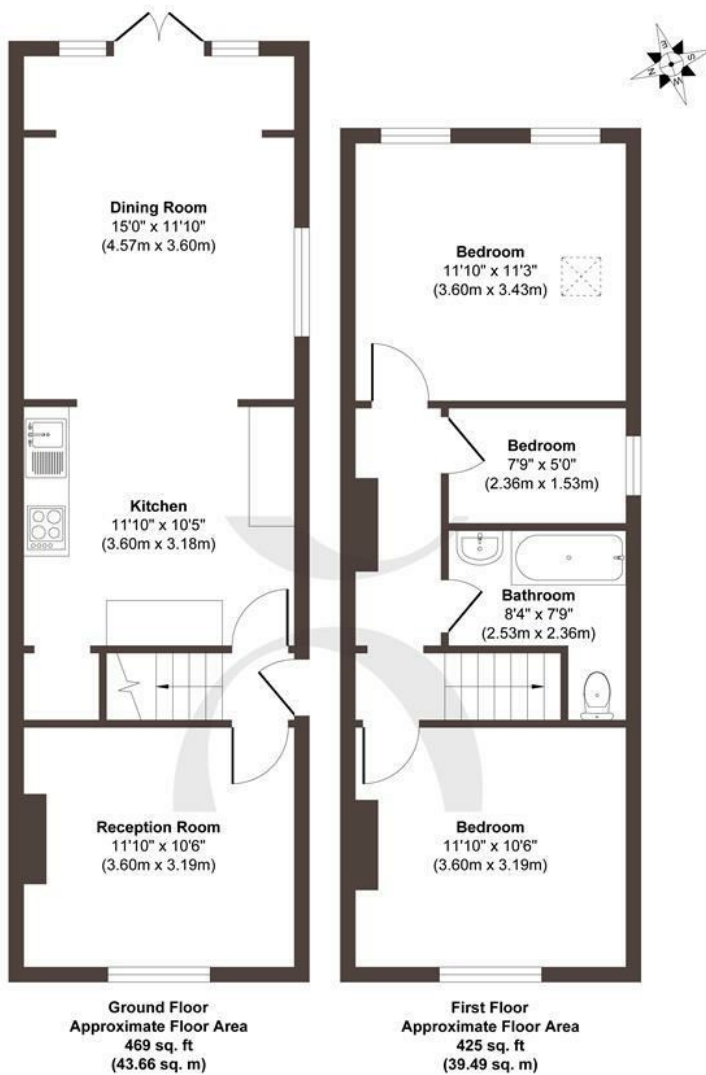 E
S
N
W
Dining Room
15'0" x 11'10"
(4.57m x 3.60m)
Kitchen
11'10" x 10'5"
(3.60m x 3.18m)
Reception Room
11'10" x 10'6"
(3.60m x 3.19m)
Ground Floor
Approximate Floor Area
469 sq. ft
(43.66 sq. m)
Bedroom
11'10" x 11'3"
(3.60m x 3.43m)
Bedroom
7'9" x 5'0"
(2.36m x 1.53m)
Bathroom
8'4" x 7'9"
(2.53m x 2.36m)
Bedroom
11'10" x 10'6"
(3.60m x 3.19m)
First Floor
Approximate Floor Area
425 sq. ft
(39.49 sq. m)